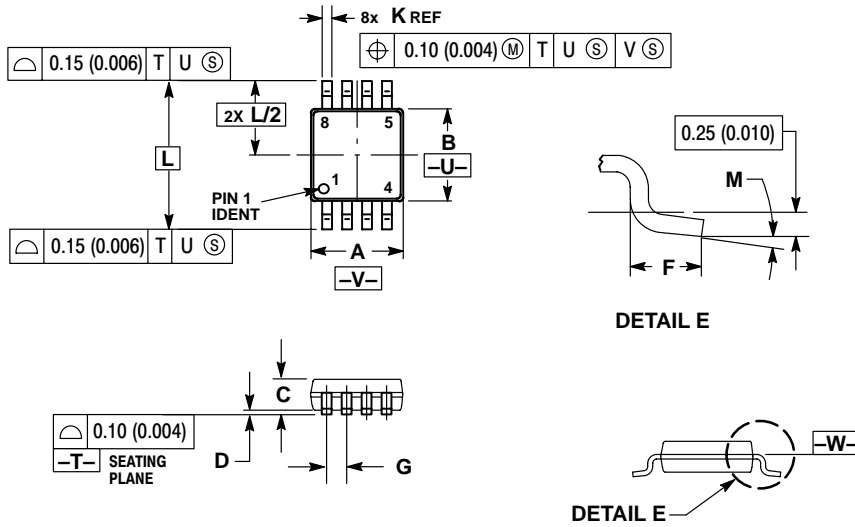 8x K REF
⌖ 0.10 (0.004) Ⓜ T U Ⓢ V Ⓢ
⌓ 0.15 (0.006) T U Ⓢ
2X L/2
L
8 5
B
–U–
PIN 1
IDENT
1 4
⌓ 0.15 (0.006) T U Ⓢ
A
–V–
0.25 (0.010)
M
F
DETAIL E
C
⌓ 0.10 (0.004)
–T– SEATING
PLANE
D
G
–W–
DETAIL E